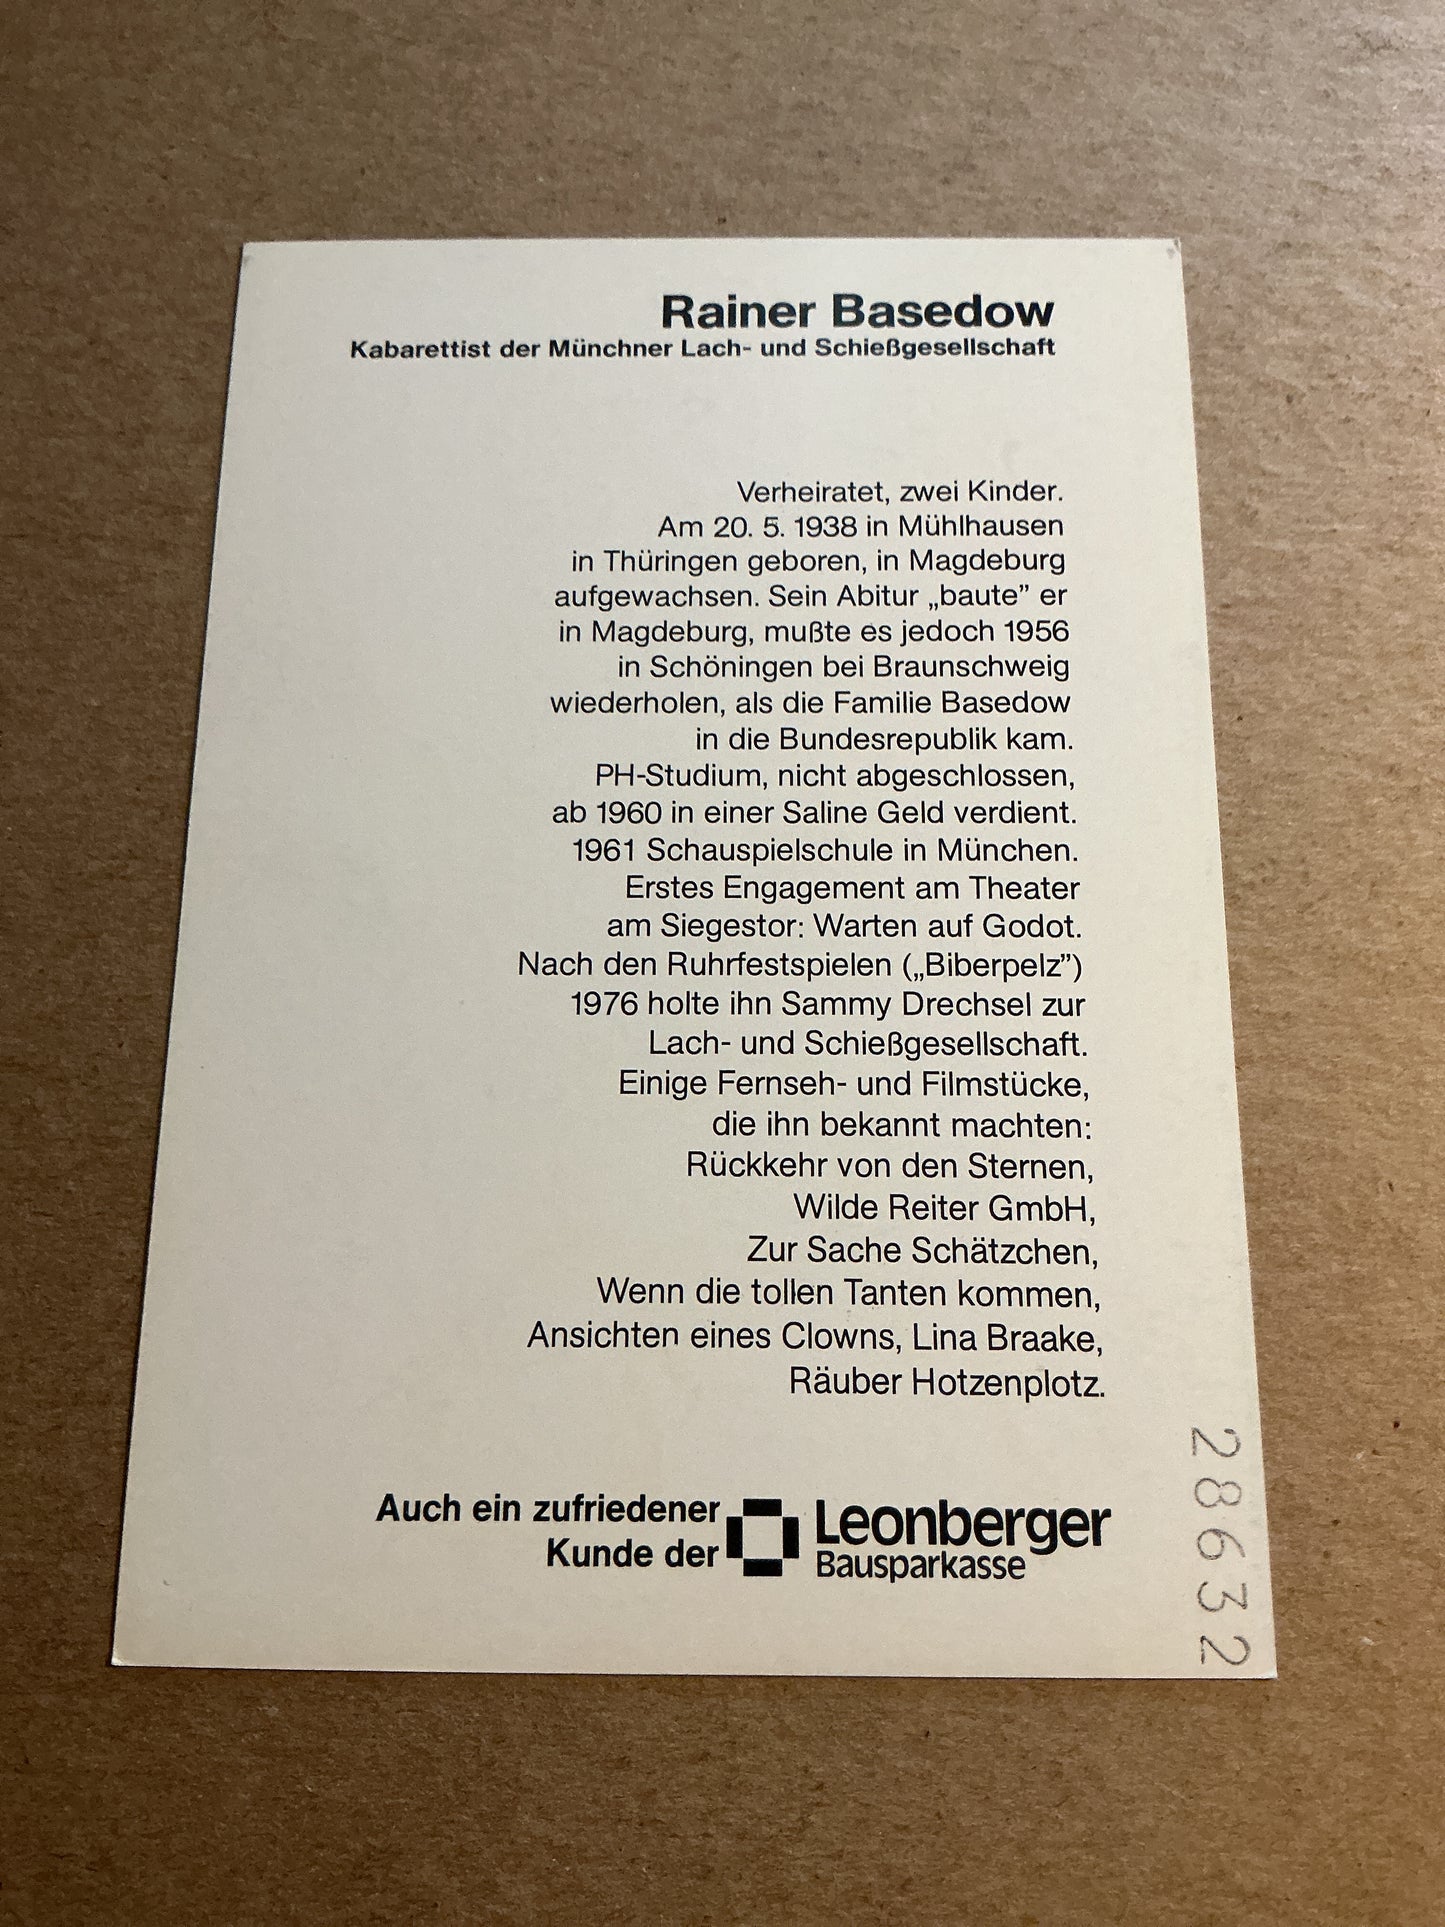 Rainer Basedow
Kabarettist der Münchner Lach- und Schießgesellschaft
Verheiratet, zwei Kinder.
Am 20. 5. 1938 in Mühlhausen
in Thüringen geboren, in Magdeburg
aufgewachsen. Sein Abitur „baute” er
in Magdeburg, mußte es jedoch 1956
in Schöningen bei Braunschweig
wiederholen, als die Familie Basedow
in die Bundesrepublik kam.
PH-Studium, nicht abgeschlossen,
ab 1960 in einer Saline Geld verdient.
1961 Schauspielschule in München.
Erstes Engagement am Theater
am Siegestor: Warten auf Godot.
Nach den Ruhrfestspielen („Biberpelz”)
1976 holte ihn Sammy Drechsel zur
Lach- und Schießgesellschaft.
Einige Fernseh- und Filmstücke,
die ihn bekannt machten:
Rückkehr von den Sternen,
Wilde Reiter GmbH,
Zur Sache Schätzchen,
Wenn die tollen Tanten kommen,
Ansichten eines Clowns, Lina Braake,
Räuber Hotzenplotz.
Auch ein zufriedener
Kunde der
Leonberger
Bausparkasse
28632